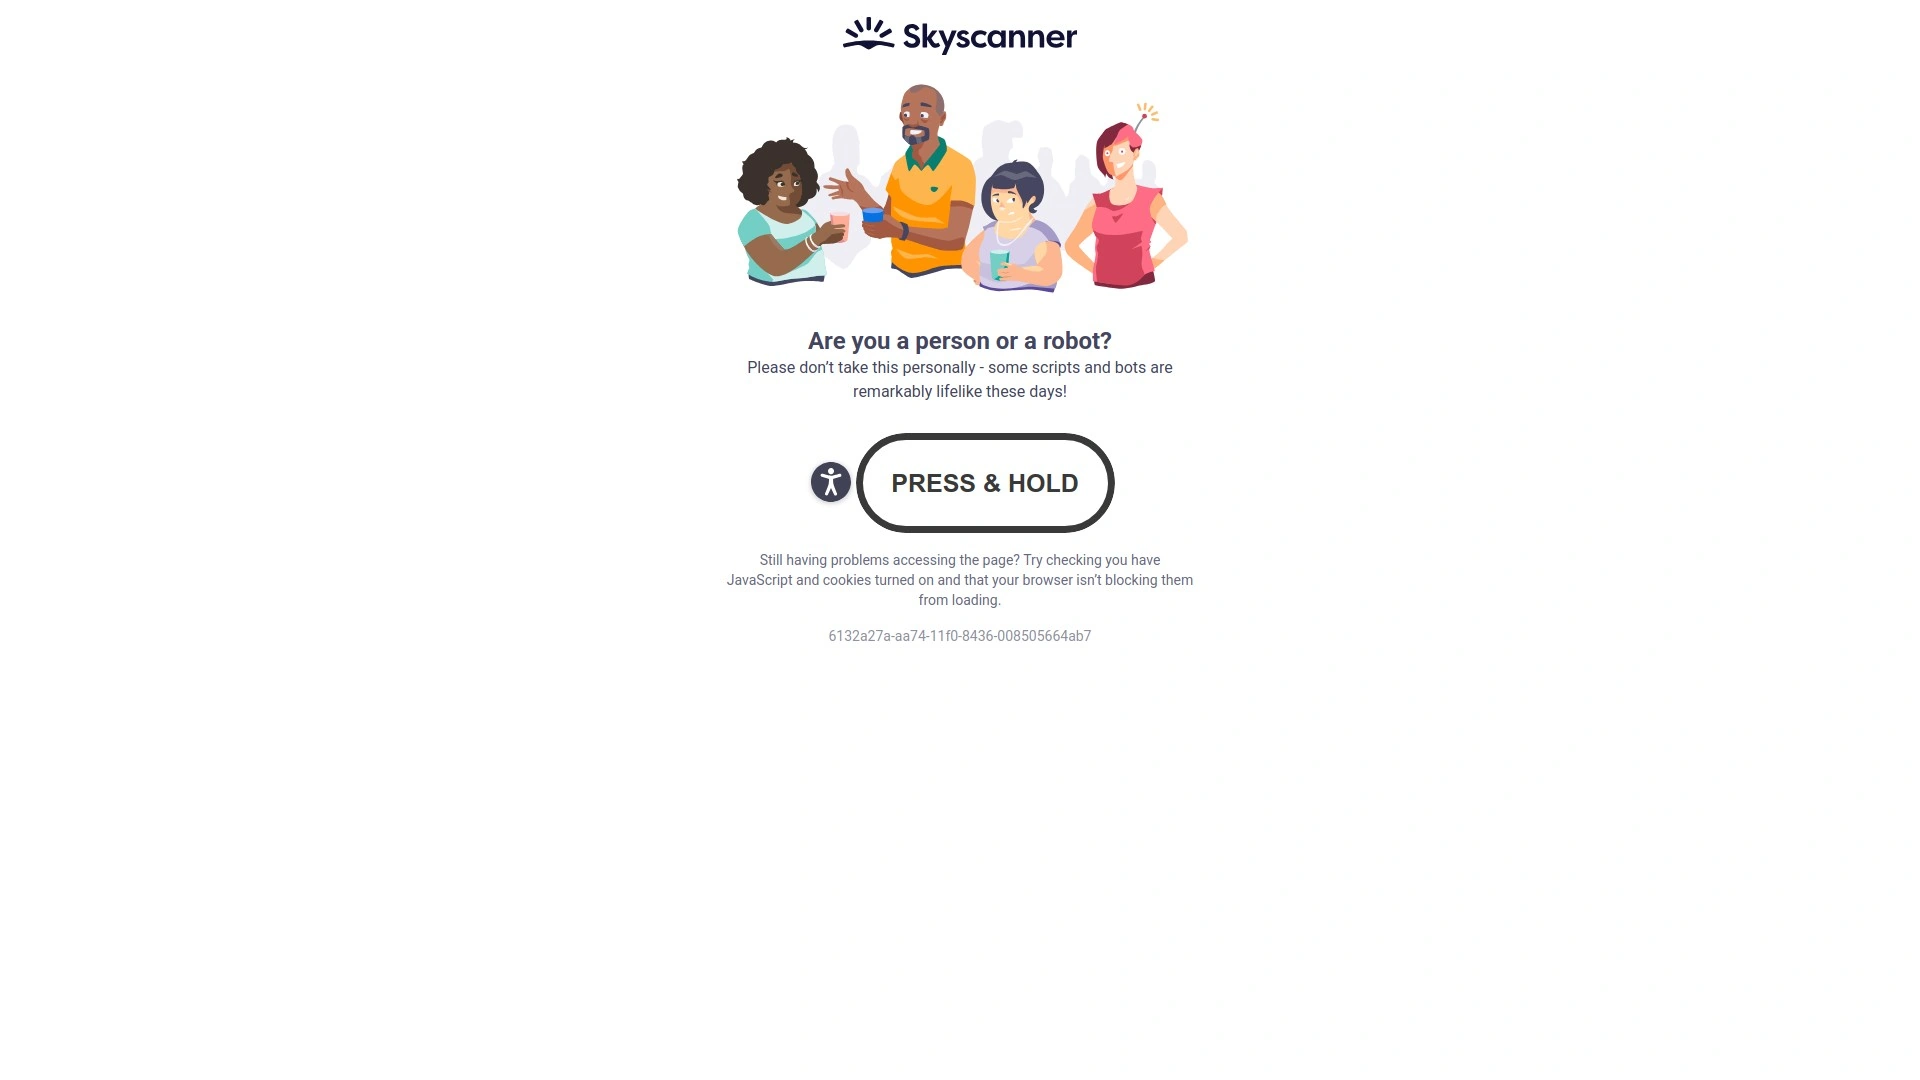 Skyscanner
Are you a person or a robot?
Please don’t take this personally - some scripts and bots are
remarkably lifelike these days!
PRESS & HOLD
Still having problems accessing the page? Try checking you have
JavaScript and cookies turned on and that your browser isn’t blocking them
from loading.
6132a27a-aa74-11f0-8436-008505664ab7